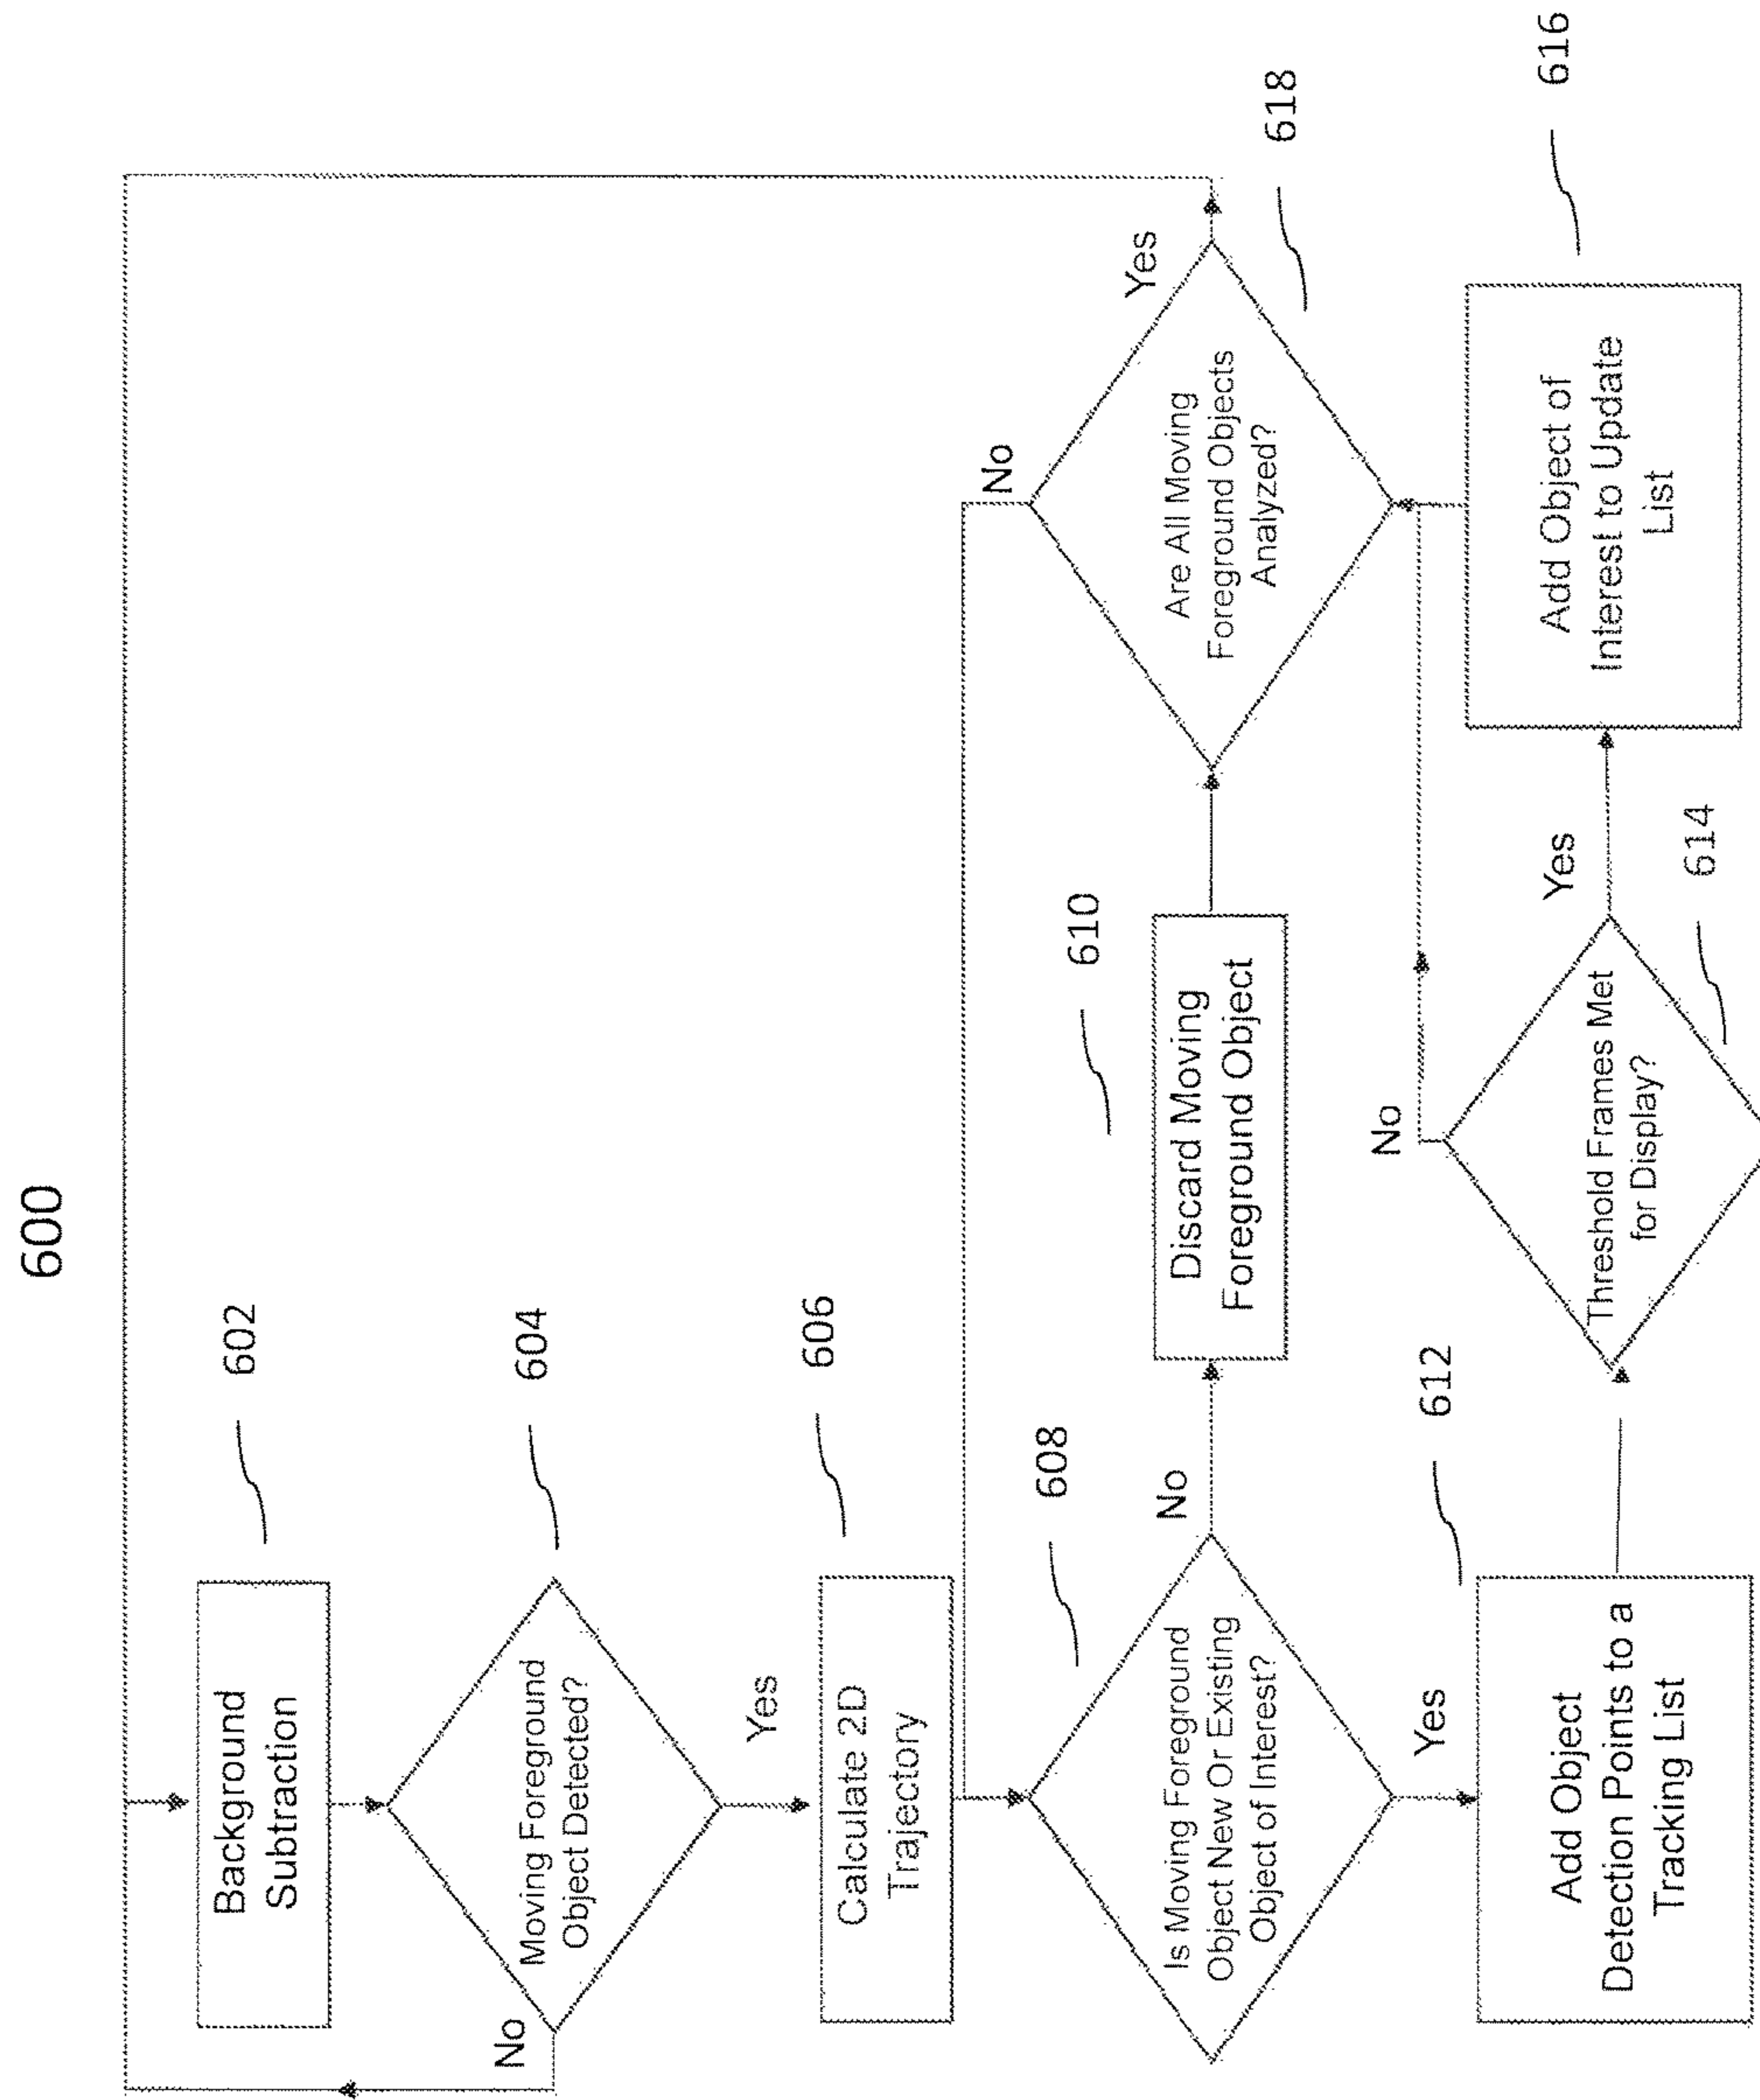 600
Background
Subtraction
602
Moving Foreground
Object Detected?
604
No
Yes
Calculate 2D
Trajectory
606
Is Moving Foreground
Object New Or Existing
Object of Interest?
608
No
Yes
Discard Moving
Foreground Object
610
Are All Moving
Foreground Objects
Analyzed?
618
No
Yes
Add Object
Detection Points to a
Tracking List
612
Threshold Frames Met
for Display?
614
No
Yes
Add Object of
Interest to Update
List
616